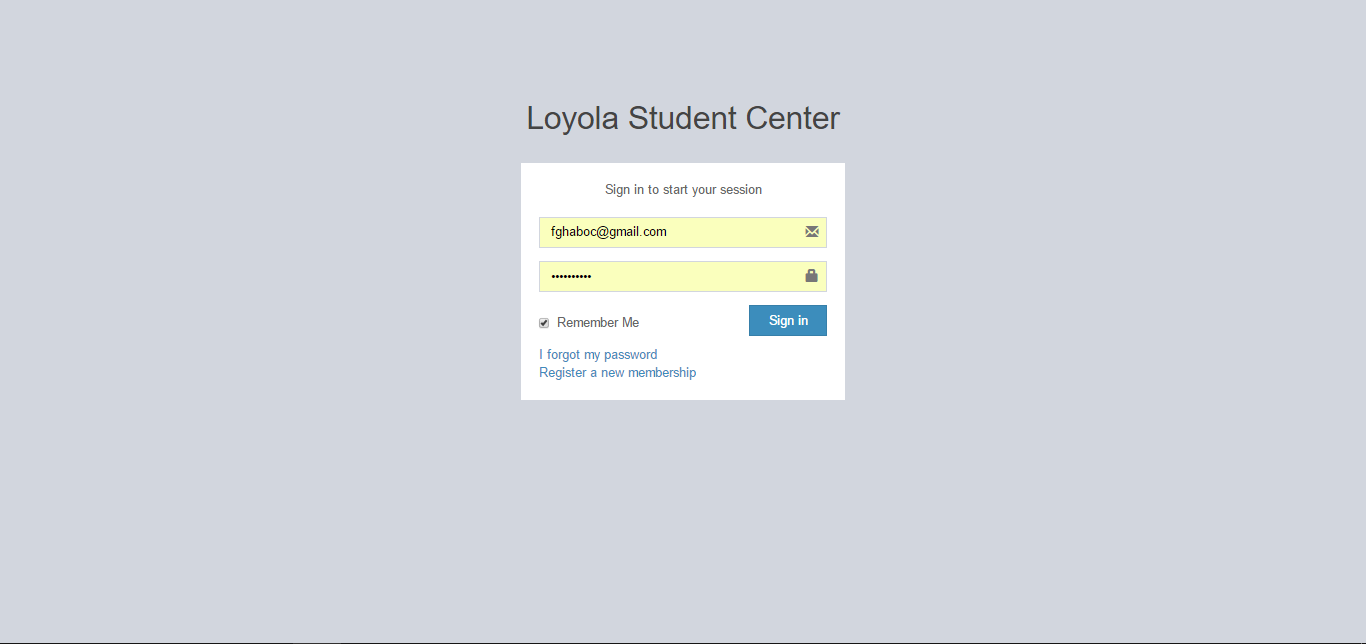 Loyola Student Center
Sign in to start your session
fghaboc@gmail.com
••••••••••
Remember Me
Sign in
I forgot my password
Register a new membership